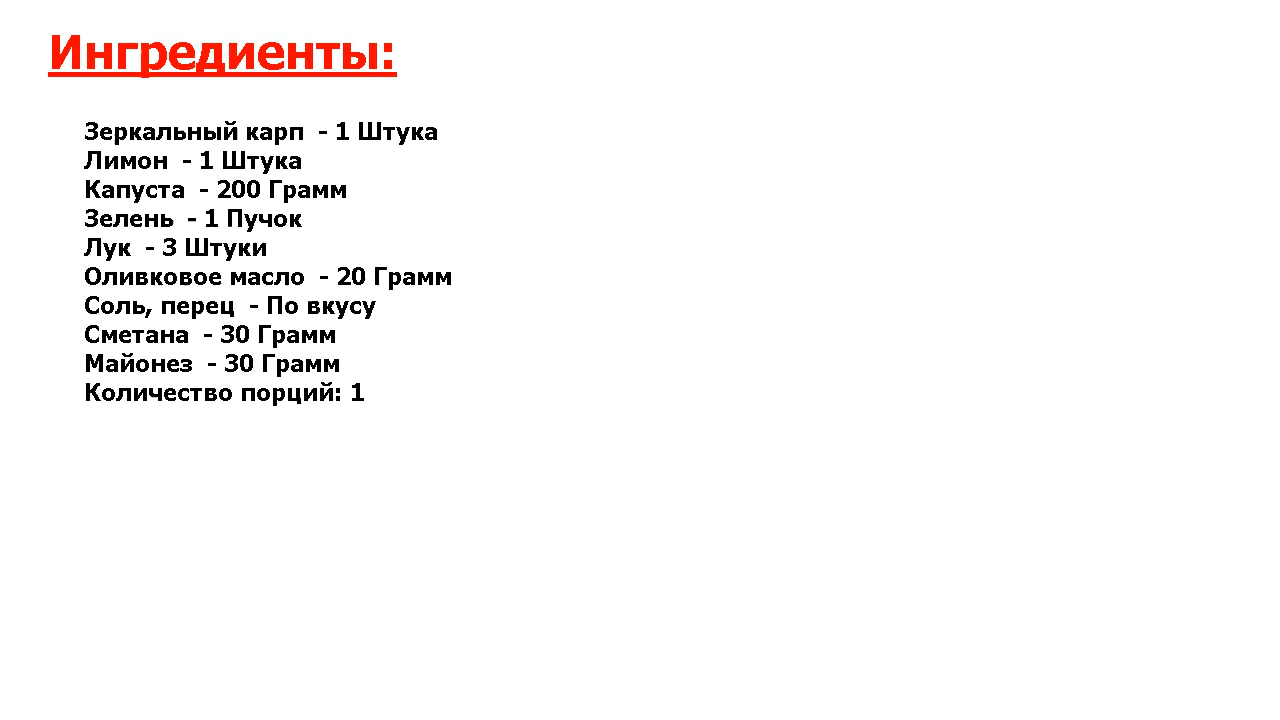 Ингредиенты:
Зеркальный карп  - 1 Штука
Лимон  - 1 Штука
Капуста  - 200 Грамм
Зелень  - 1 Пучок
Лук  - 3 Штуки
Оливковое масло  - 20 Грамм
Соль, перец  - По вкусу
Сметана  - 30 Грамм
Майонез  - 30 Грамм
Количество порций: 1